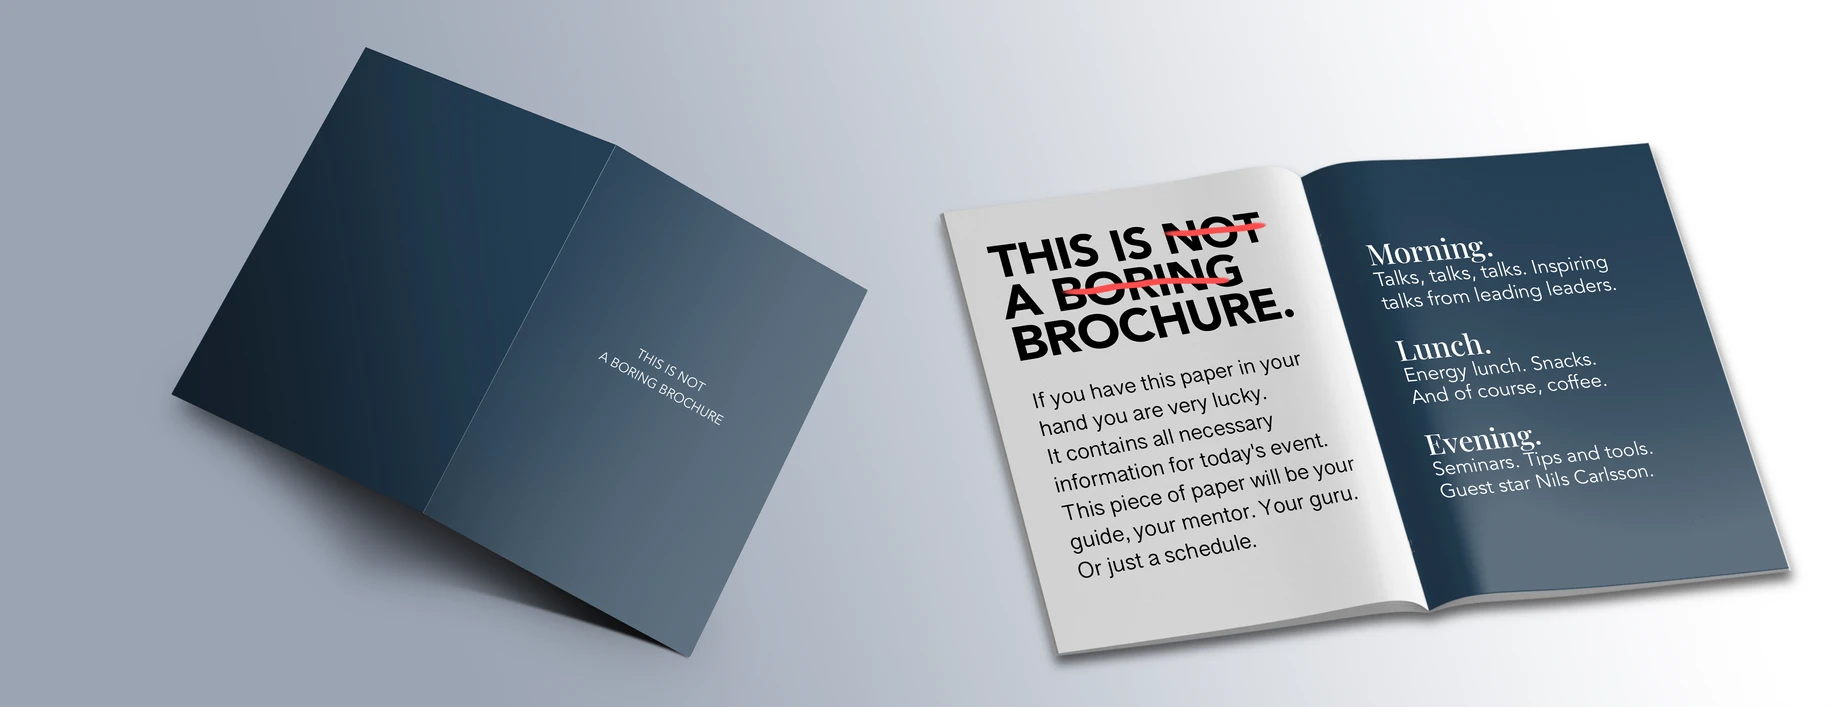 THIS IS NOT
A BORING BROCHURE
THIS IS NOT
A BORING
BROCHURE.
If you have this paper in your
hand you are very lucky.
It contains all necessary
information for today's event.
This piece of paper will be your
guide, your mentor. Your guru.
Or just a schedule.
Morning.
Talks, talks, talks. Inspiring
talks from leading leaders.
Lunch.
Energy lunch. Snacks.
And of course, coffee.
Evening.
Seminars. Tips and tools.
Guest star Nils Carlsson.